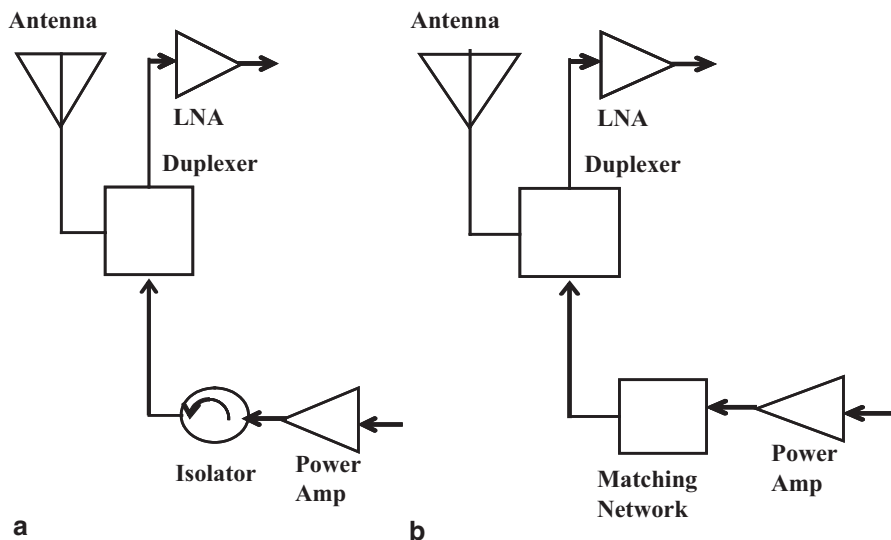 Antenna
LNA
Duplexer
Isolator
Power
Amp
a
Antenna
LNA
Duplexer
Matching
Network
Power
Amp
b